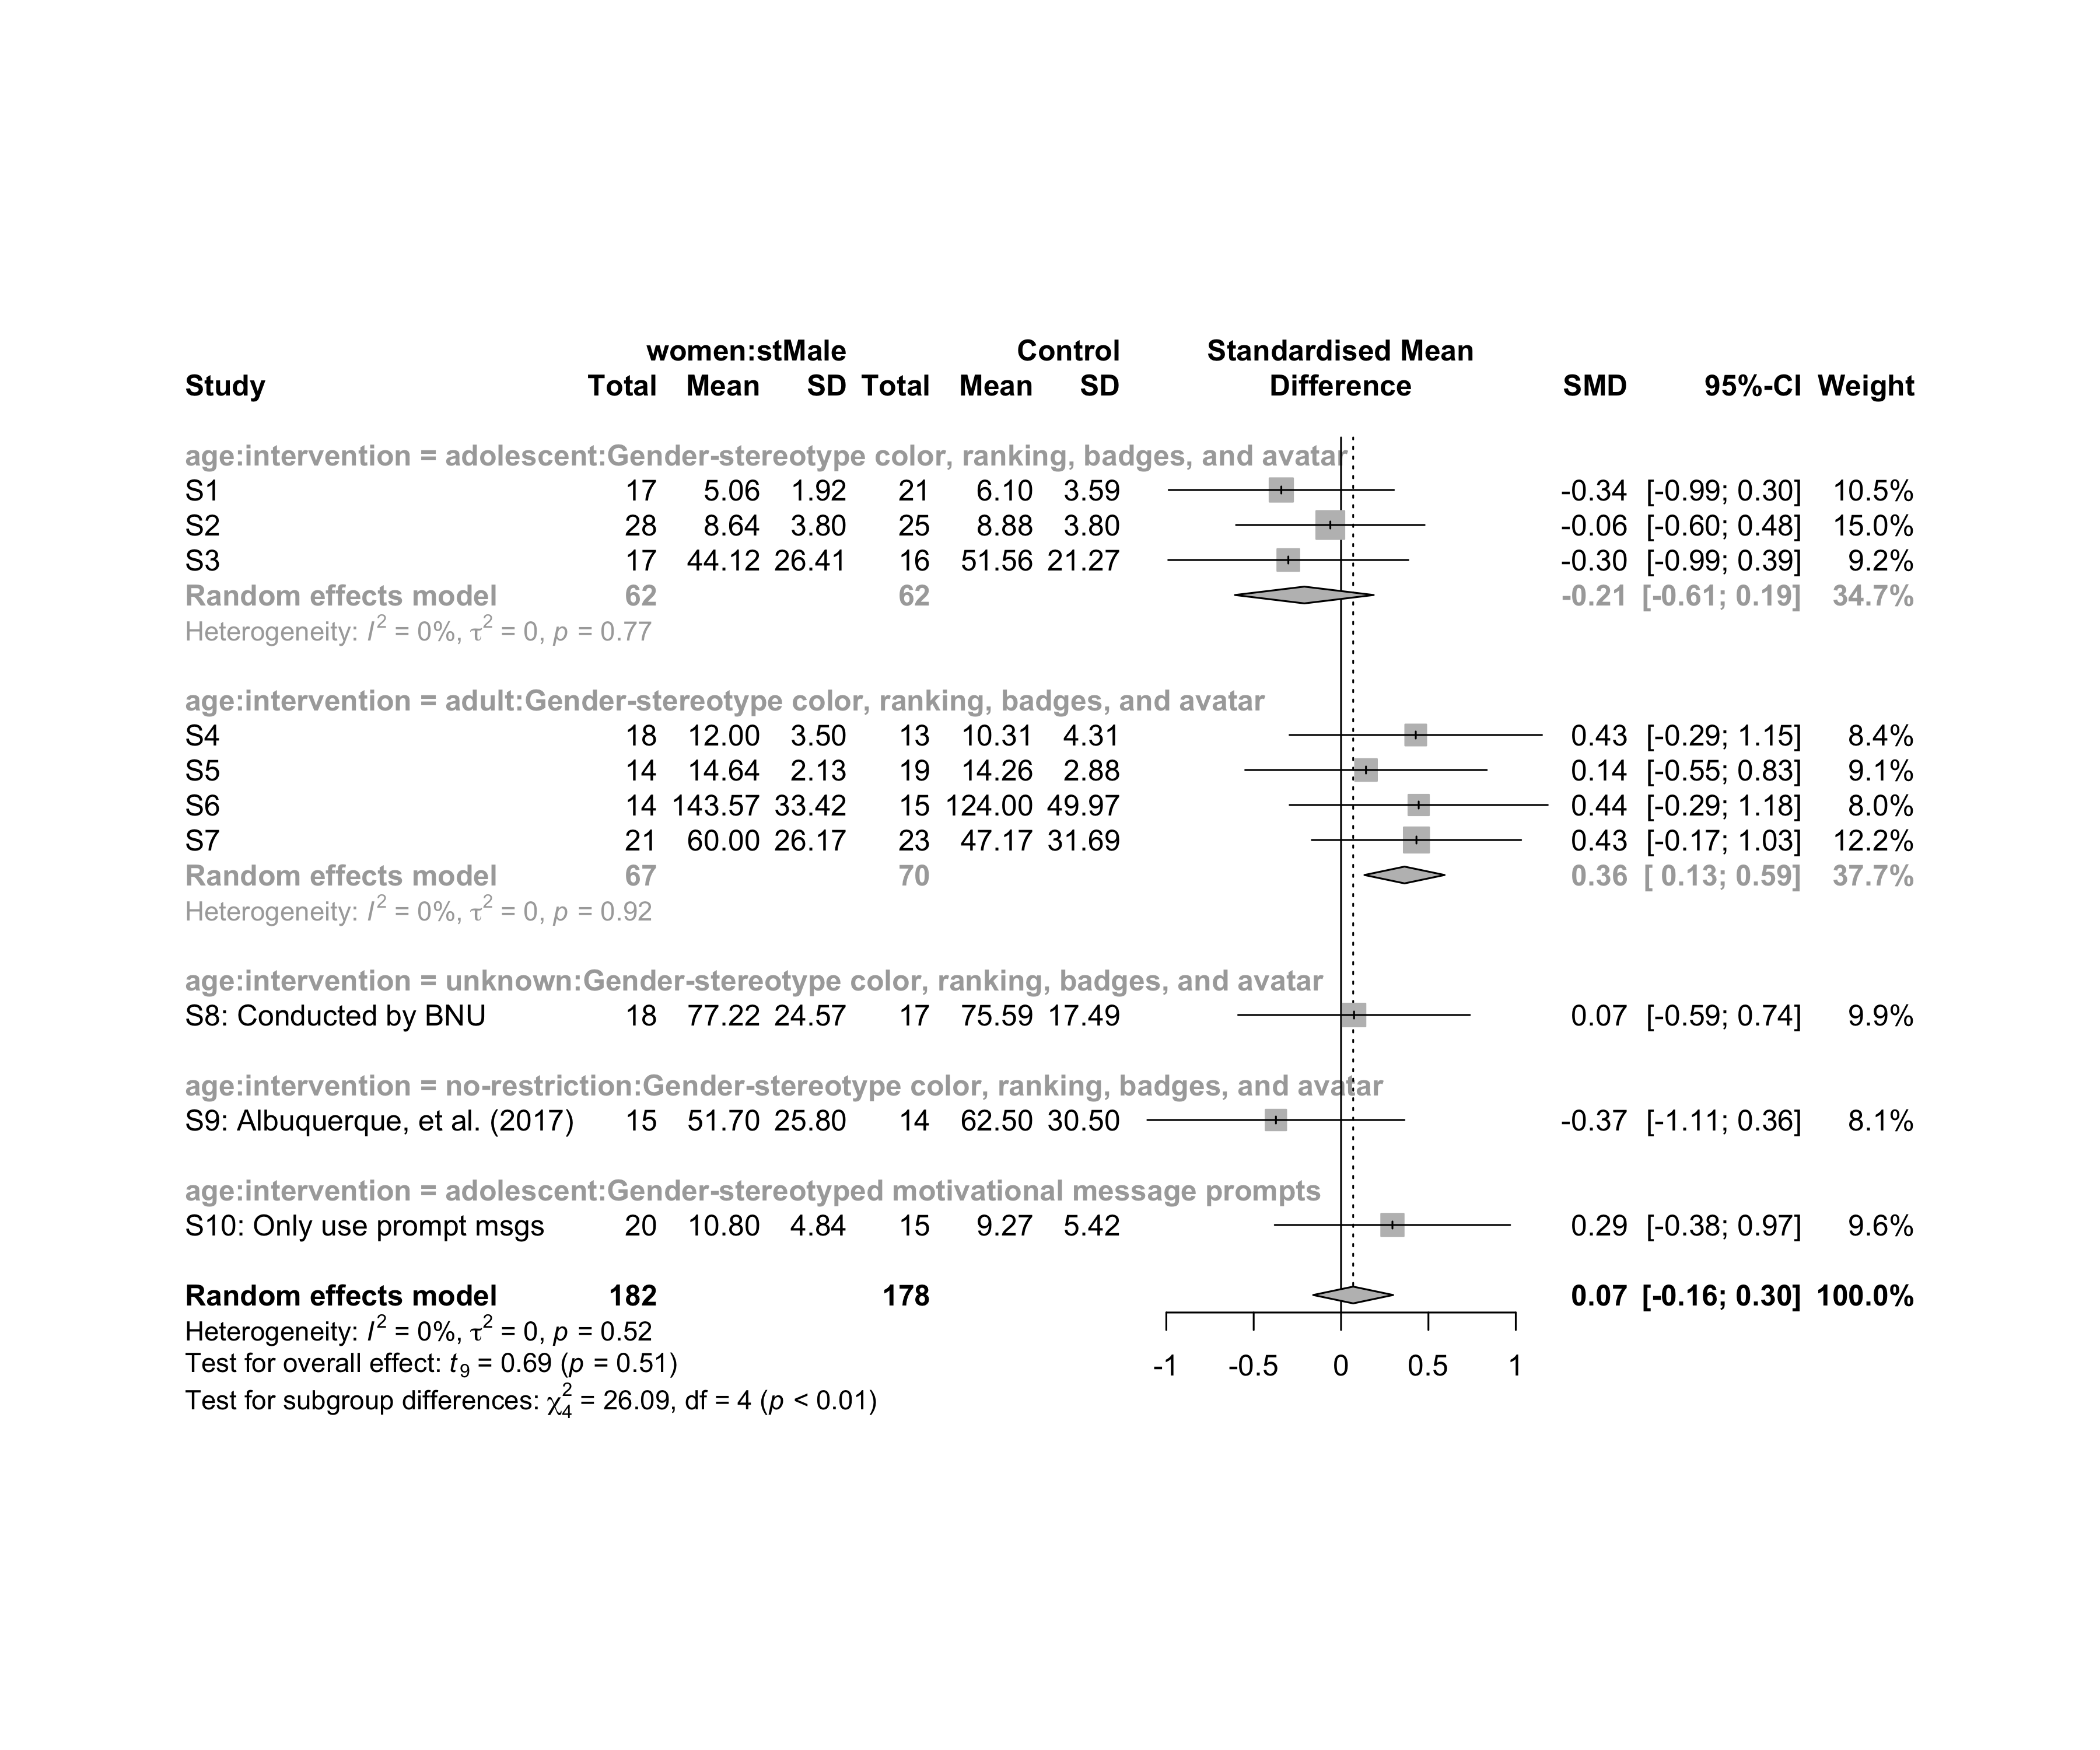 women:stMale Control Standardised Mean
Study Total Mean SD Total Mean SD Difference SMD 95%-CI Weight
age:intervention = adolescent:Gender-stereotype color, ranking, badges, and avatar
S1 17 5.06 1.92 21 6.10 3.59 -0.34 [-0.99; 0.30] 10.5%
S2 28 8.64 3.80 25 8.88 3.80 -0.06 [-0.60; 0.48] 15.0%
S3 17 44.12 26.41 16 51.56 21.27 -0.30 [-0.99; 0.39] 9.2%
Random effects model 62 62 -0.21 [-0.61; 0.19] 34.7%
Heterogeneity: I² = 0%, τ² = 0, p = 0.77
age:intervention = adult:Gender-stereotype color, ranking, badges, and avatar
S4 18 12.00 3.50 13 10.31 4.31 0.43 [-0.29; 1.15] 8.4%
S5 14 14.64 2.13 19 14.26 2.88 0.14 [-0.55; 0.83] 9.1%
S6 14 143.57 33.42 15 124.00 49.97 0.44 [-0.29; 1.18] 8.0%
S7 21 60.00 26.17 23 47.17 31.69 0.43 [-0.17; 1.03] 12.2%
Random effects model 67 70 0.36 [ 0.13; 0.59] 37.7%
Heterogeneity: I² = 0%, τ² = 0, p = 0.92
age:intervention = unknown:Gender-stereotype color, ranking, badges, and avatar
S8: Conducted by BNU 18 77.22 24.57 17 75.59 17.49 0.07 [-0.59; 0.74] 9.9%
age:intervention = no-restriction:Gender-stereotype color, ranking, badges, and avatar
S9: Albuquerque, et al. (2017) 15 51.70 25.80 14 62.50 30.50 -0.37 [-1.11; 0.36] 8.1%
age:intervention = adolescent:Gender-stereotyped motivational message prompts
S10: Only use prompt msgs 20 10.80 4.84 15 9.27 5.42 0.29 [-0.38; 0.97] 9.6%
Random effects model 182 178 0.07 [-0.16; 0.30] 100.0%
Heterogeneity: I² = 0%, τ² = 0, p = 0.52
Test for overall effect: t₉ = 0.69 (p = 0.51) -1 -0.5 0 0.5 1
Test for subgroup differences: χ²₄ = 26.09, df = 4 (p < 0.01)